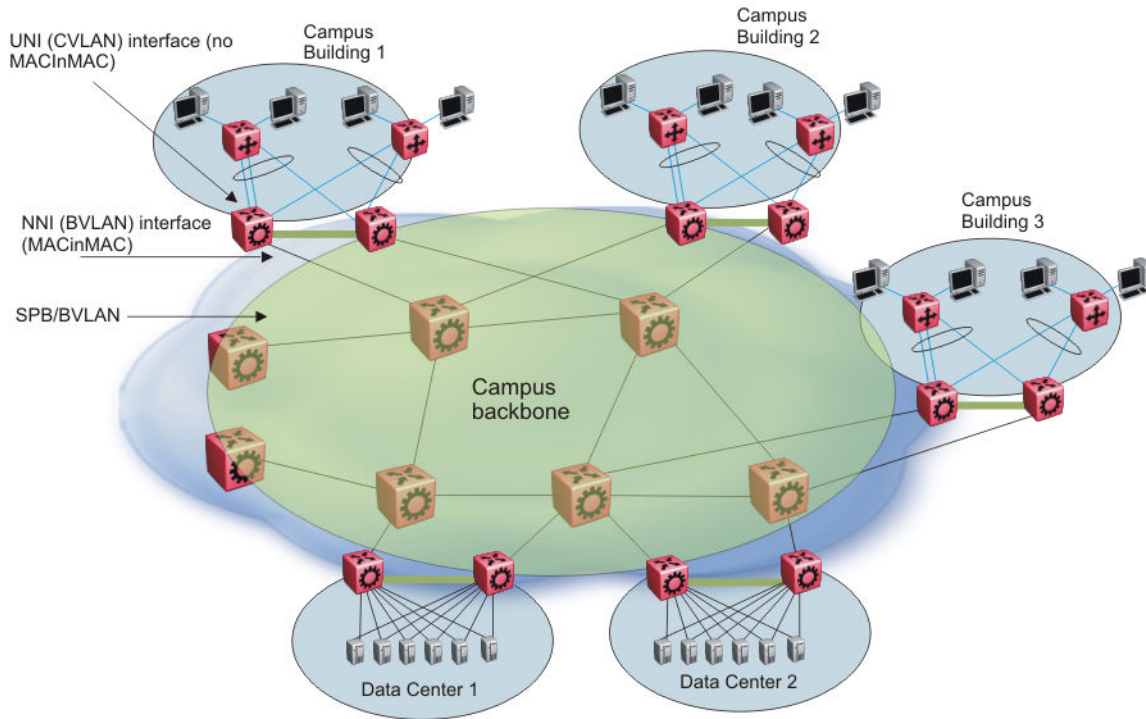 UNI (CVLAN) interface (no
MACInMAC)
Campus
Building 1
Campus
Building 2
NNI (BVLAN) interface
(MACinMAC)
Campus
Building 3
SPB/BVLAN
Campus
backbone
Data Center 1
Data Center 2